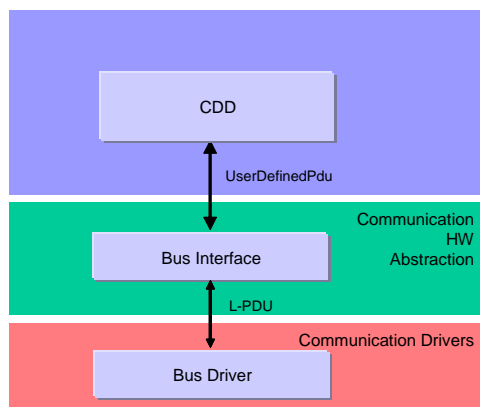 CDD
UserDefinedPdu
Communication
HW
Abstraction
Bus Interface
L-PDU
Communication Drivers
Bus Driver